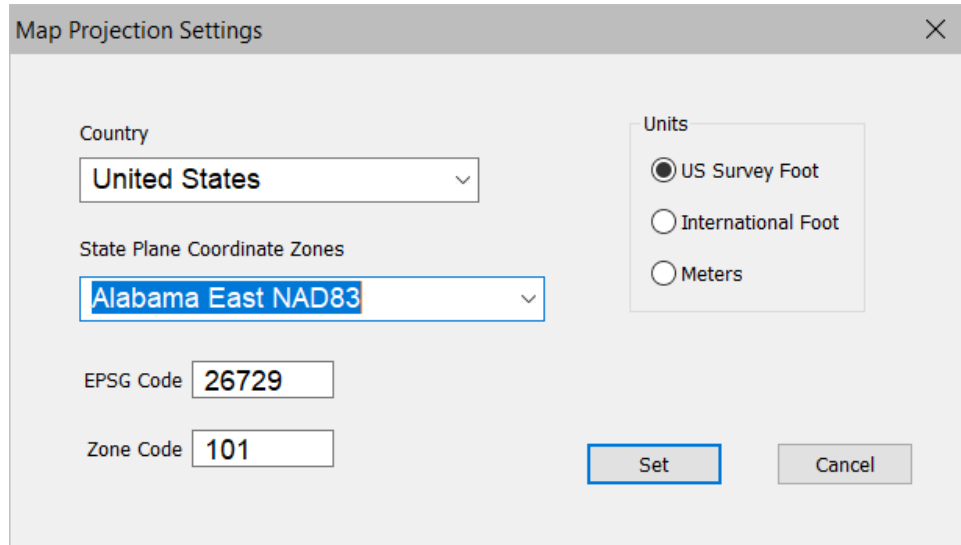 Map Projection Settings
Country
United States
State Plane Coordinate Zones
Alabama East NAD83
EPSG Code 26729
Zone Code 101
Units
US Survey Foot
International Foot
Meters
Set
Cancel